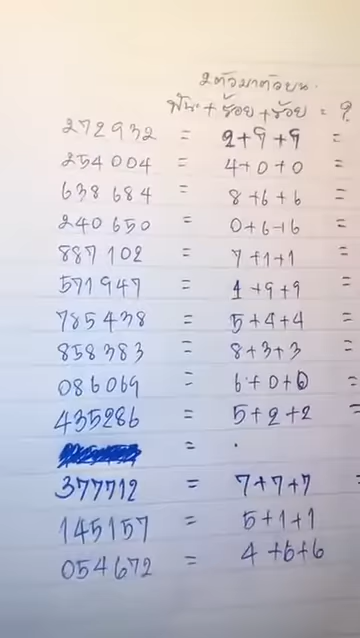 2ตัวมาตัวบน.
พัน + ร้อย + ร้อย = ?
272932 = 2+9+9 =
254004 = 4+0+0 =
638684 = 8+6+6 =
240650 = 0+6+6 =
887102 = 7+1+1 =
571947 = 1+9+9 =
785438 = 5+4+4 =
858383 = 8+3+3 =
086069 = 6+0+0 =
435286 = 5+2+2 =
= .
377712 = 7+7+7 =
145157 = 5+1+1
054672 = 4+6+6